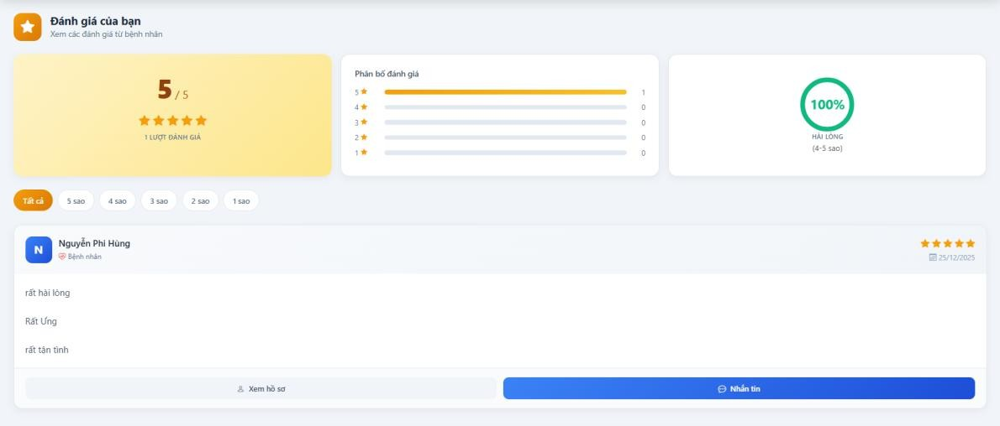 Đánh giá của bạn
Xem các đánh giá từ bệnh nhân
5 / 5
1 LƯỢT ĐÁNH GIÁ
Phân bố đánh giá
5 1
4 0
3 0
2 0
1 0
100%
HÀI LÒNG
(4-5 sao)
Tất cả 5 sao 4 sao 3 sao 2 sao 1 sao
N
Nguyễn Phi Hùng
Bệnh nhân
25/12/2025
rất hài lòng
Rất Ưng
rất tận tình
Xem hồ sơ Nhắn tin